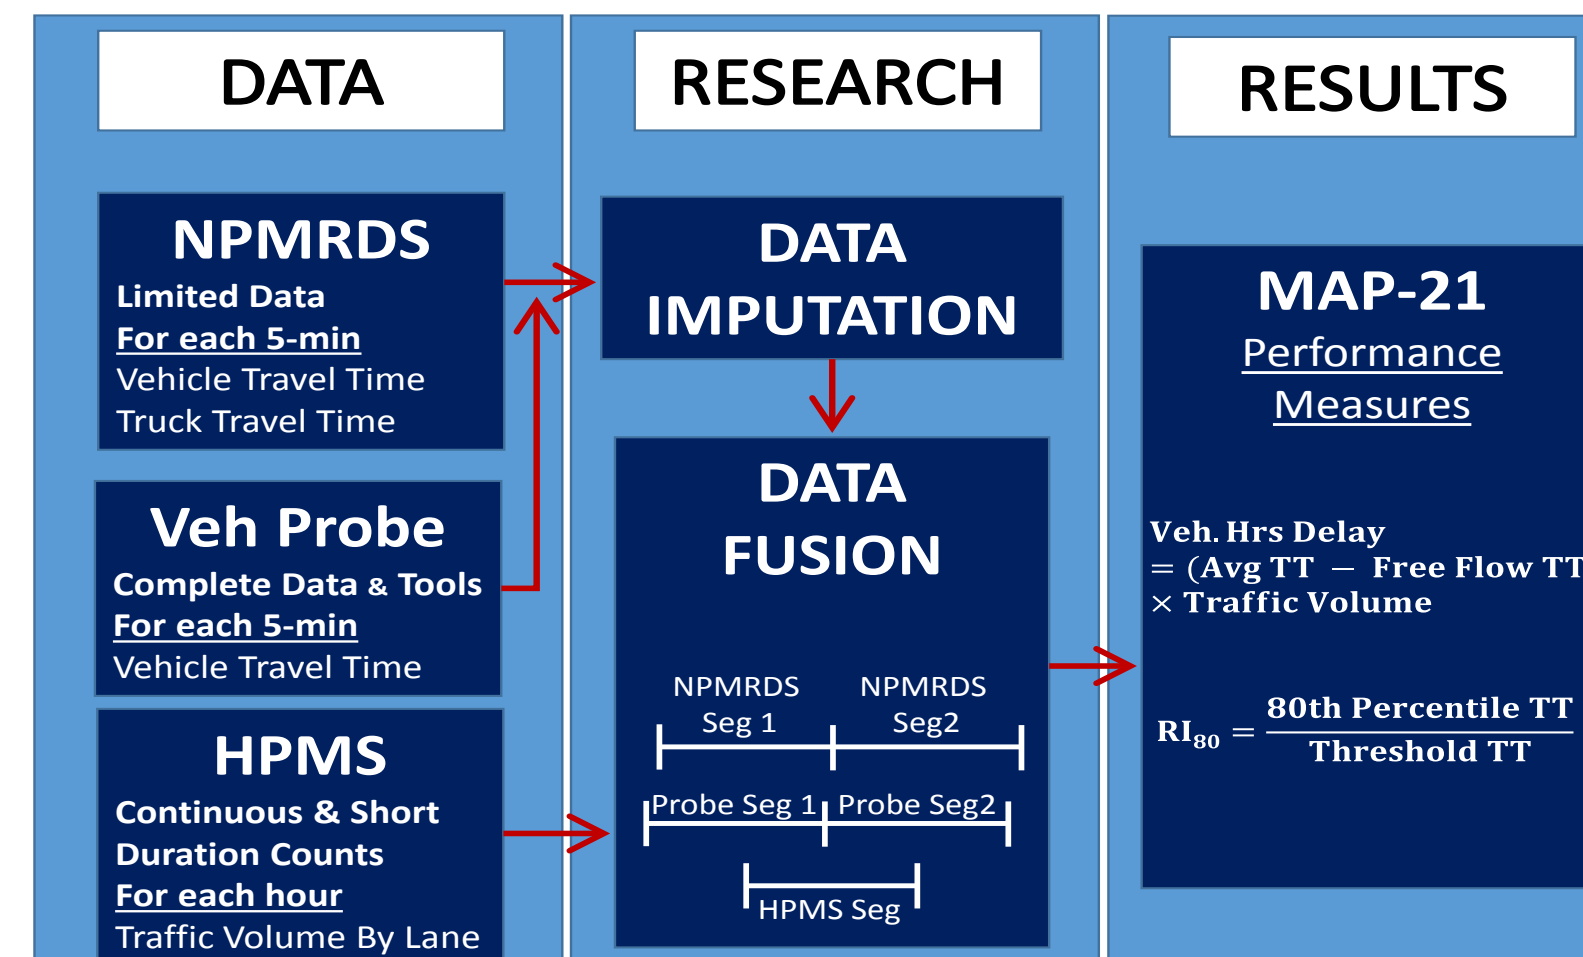 DATA
NPMRDS
Limited Data
For each 5-min
Vehicle Travel Time
Truck Travel Time
Veh Probe
Complete Data & Tools
For each 5-min
Vehicle Travel Time
HPMS
Continuous & Short
Duration Counts
For each hour
Traffic Volume By Lane
RESEARCH
DATA
IMPUTATION
DATA
FUSION
NPMRDS NPMRDS
Seg 1 Seg2
Probe Seg 1 Probe Seg2
HPMS Seg
RESULTS
MAP-21
Performance
Measures
Veh. Hrs Delay
= (Avg TT − Free Flow TT
× Traffic Volume
80th Percentile TT
RI80 =
Threshold TT